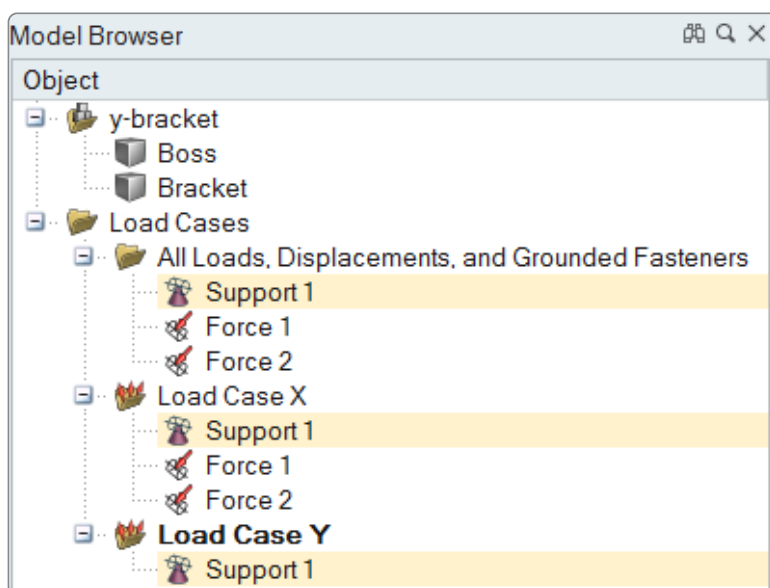 Model Browser
Object
y-bracket
Boss
Bracket
Load Cases
All Loads, Displacements, and Grounded Fasteners
Support 1
Force 1
Force 2
Load Case X
Support 1
Force 1
Force 2
Load Case Y
Support 1